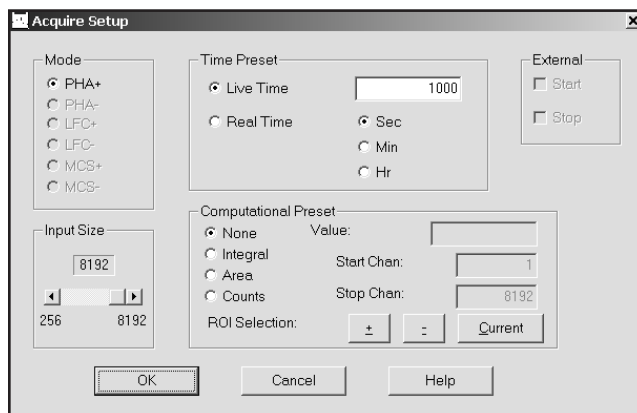 Acquire Setup
Mode
PHA+
PHA-
LFC+
LFC-
MCS+
MCS-
Time Preset
Live Time 1000
Real Time
Sec
Min
Hr
External
Start
Stop
Input Size
8192
256 8192
Computational Preset
None
Integral
Area
Counts
Value:
Start Chan: 1
Stop Chan: 8192
ROI Selection: + - Current
OK Cancel Help